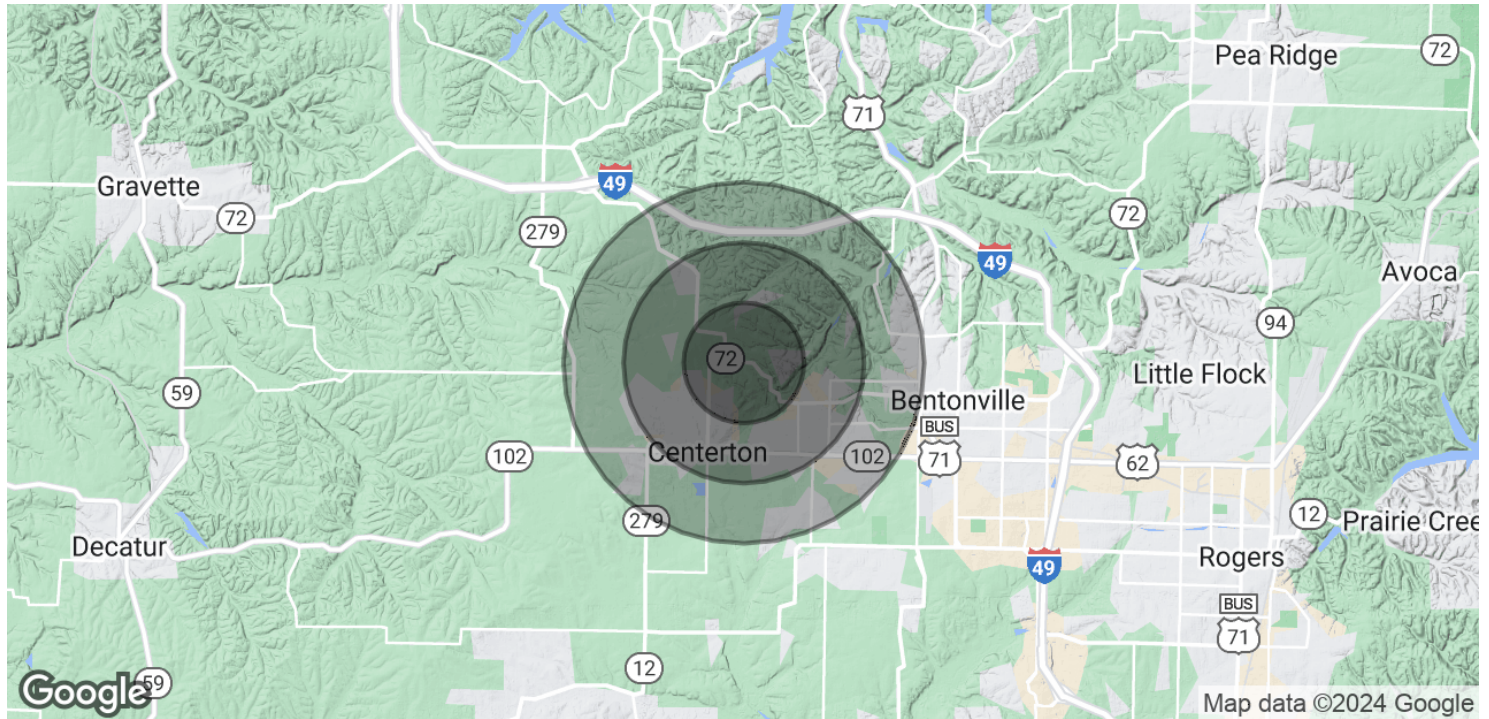 Pea Ridge
72
71
Gravette
49
72
279
72
49
Avoca
94
72
Little Flock
59
Bentonville
BUS
71
Centerton
102
102
62
279
12
Prairie Cree
Decatur
Rogers
49
BUS
71
12
59
Google
Map data ©2024 Google